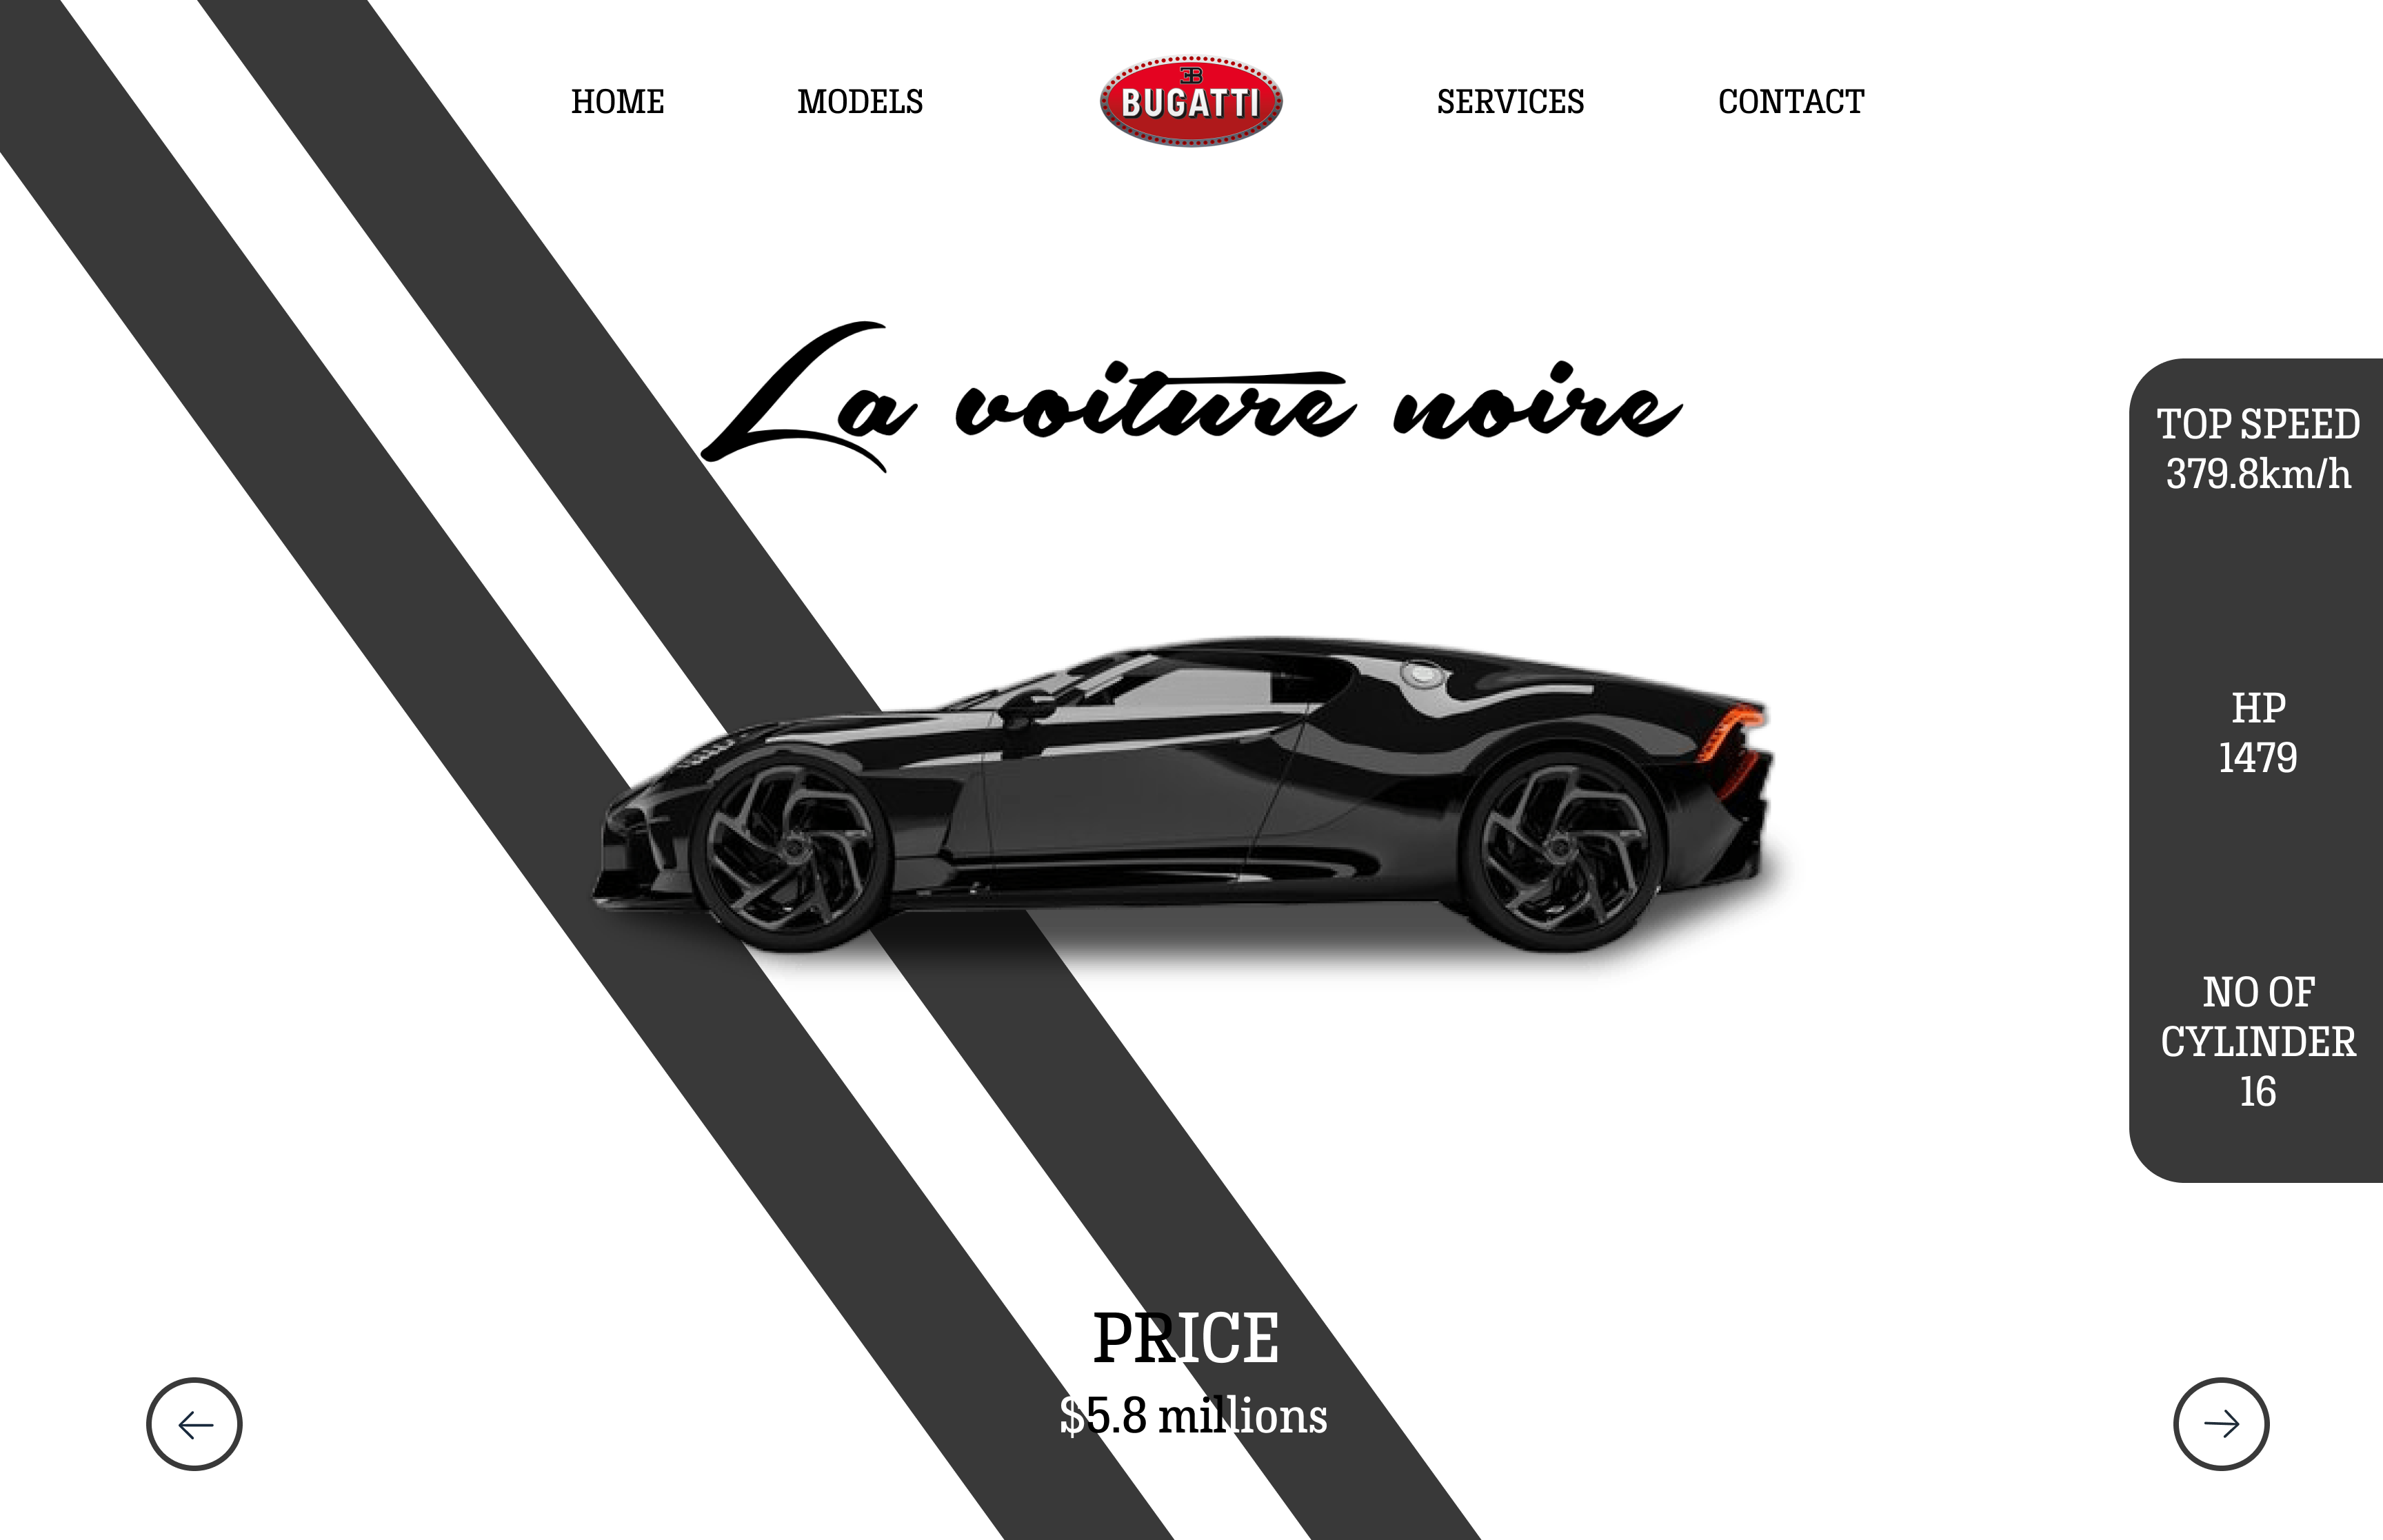 HOME MODELS EB BUGATTI SERVICES CONTACT
La voiture noire
TOP SPEED
379.8km/h
HP
1479
NO OF
CYLINDER
16
PRICE
$5.8 millions